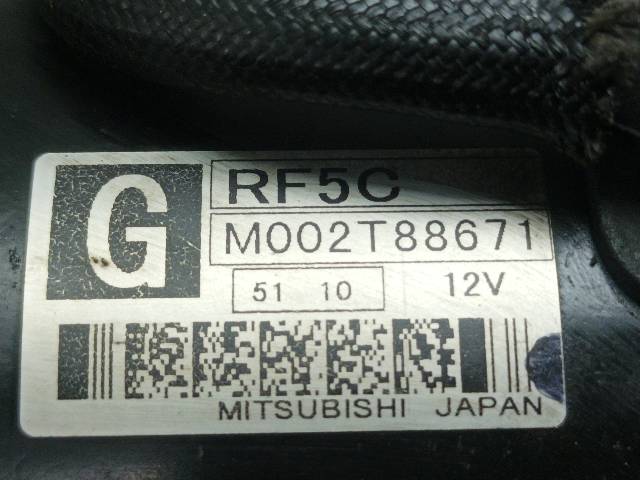 G
RF5C
M002T88671
51 10
12V
MITSUBISHI JAPAN